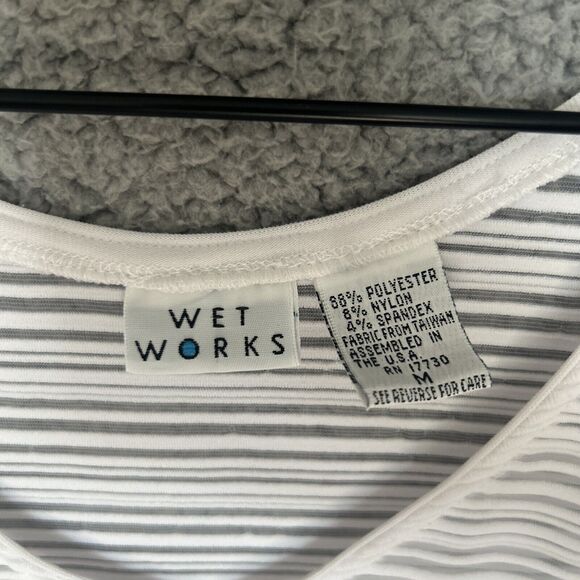 WET
WORKS
88% POLYESTER
8% NYLON
4% SPANDEX
FABRIC FROM TAIWAN
ASSEMBLED IN
THE U.S.A.
RN 17730
M
SEE REVERSE FOR CARE